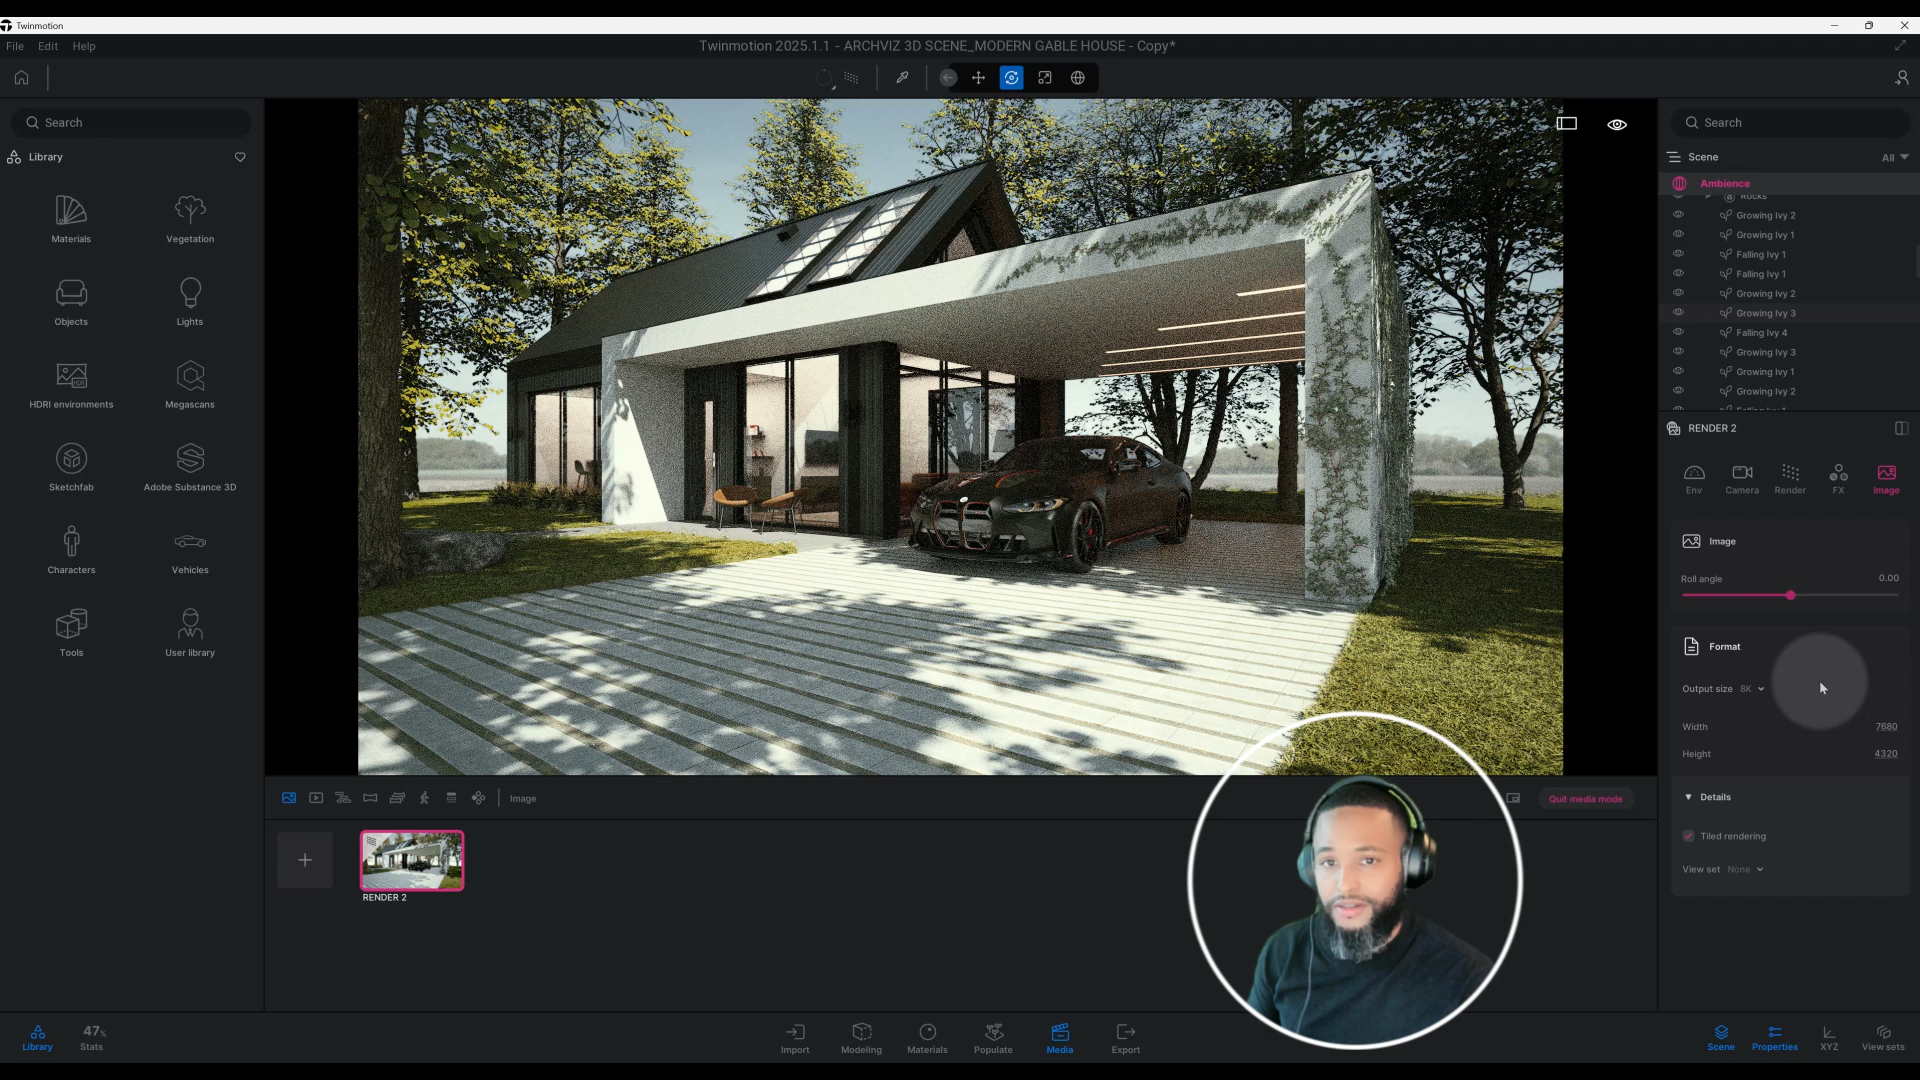 Twinmotion
File Edit Help
Twinmotion 2025.1.1 - ARCHVIZ 3D SCENE_MODERN GABLE HOUSE - Copy*
Search
Library
Materials
Vegetation
Objects
Lights
HDRI environments
Megascans
Sketchfab
Adobe Substance 3D
Characters
Vehicles
Tools
User library
Search
Scene
All
Ambience
Rocks
Growing Ivy 2
Growing Ivy 1
Falling Ivy 1
Falling Ivy 1
Growing Ivy 2
Growing Ivy 3
Falling Ivy 4
Growing Ivy 3
Growing Ivy 1
Growing Ivy 2
RENDER 2
Env
Camera
Render
FX
Image
Image
Roll angle 0.00
Format
Output size 8K
Width 7680
Height 4320
Details
Tiled rendering
View set None
Image
Quit media mode
RENDER 2
Library
47%
Stats
Import
Modeling
Materials
Populate
Media
Export
Scene
Properties
XYZ
View sets